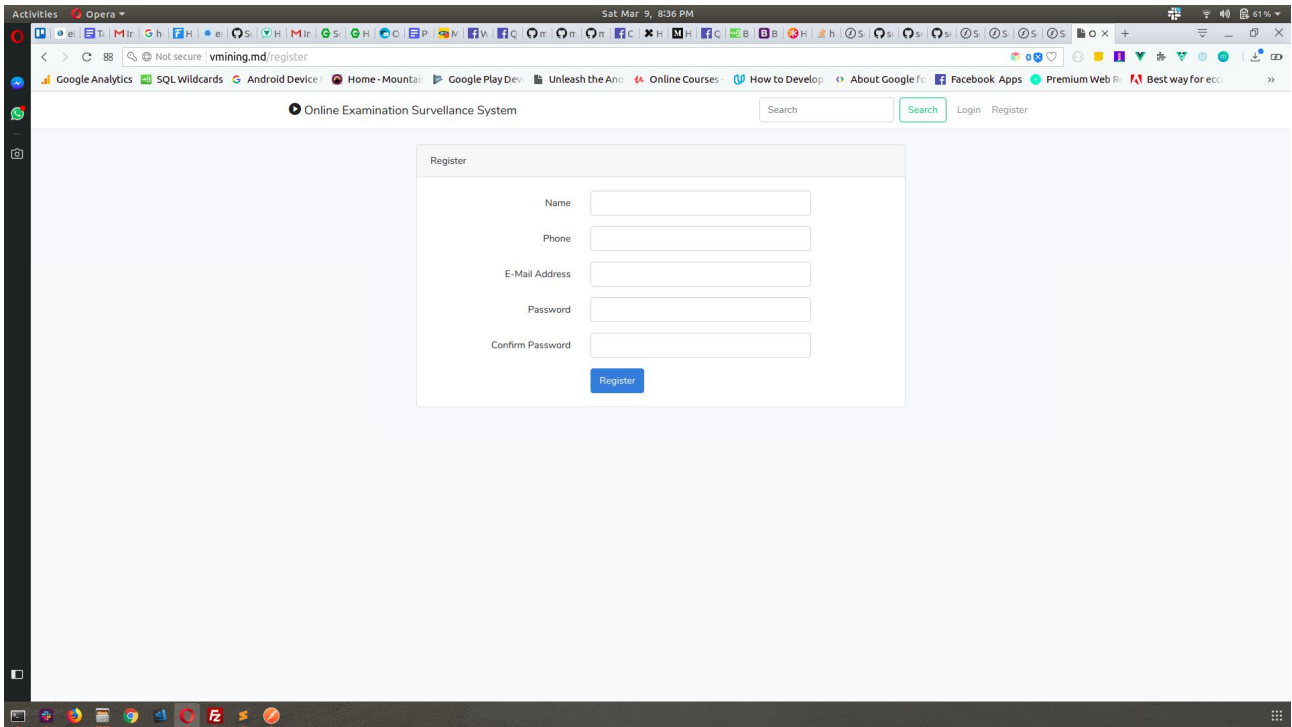 Activities Opera Sat Mar 9, 8:36 PM 61%
Not secure vmining.md/register
Google Analytics SQL Wildcards Android Device Home - Mountai Google Play Dev Unleash the Ano Online Courses - How to Develop About Google fo Facebook Apps Premium Web R Best way for ecc
Online Examination Survellance System Search Search Login Register
Register
Name
Phone
E-Mail Address
Password
Confirm Password
Register